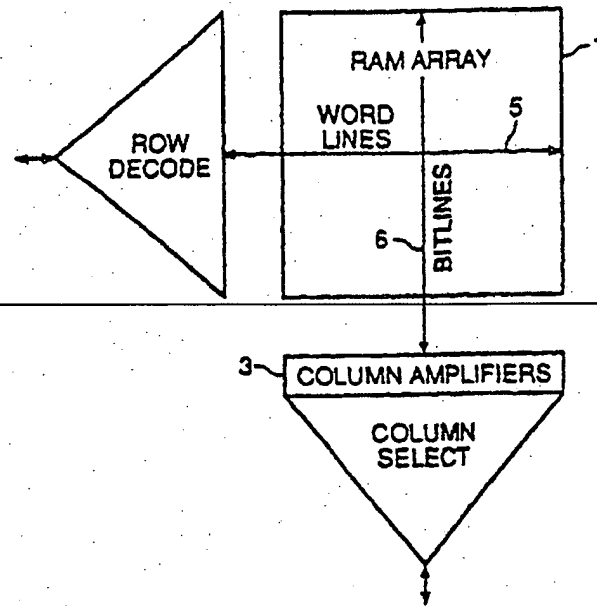 RAM ARRAY
WORD
LINES
5
ROW
DECODE
6
BITLINES
3
COLUMN AMPLIFIERS
COLUMN
SELECT